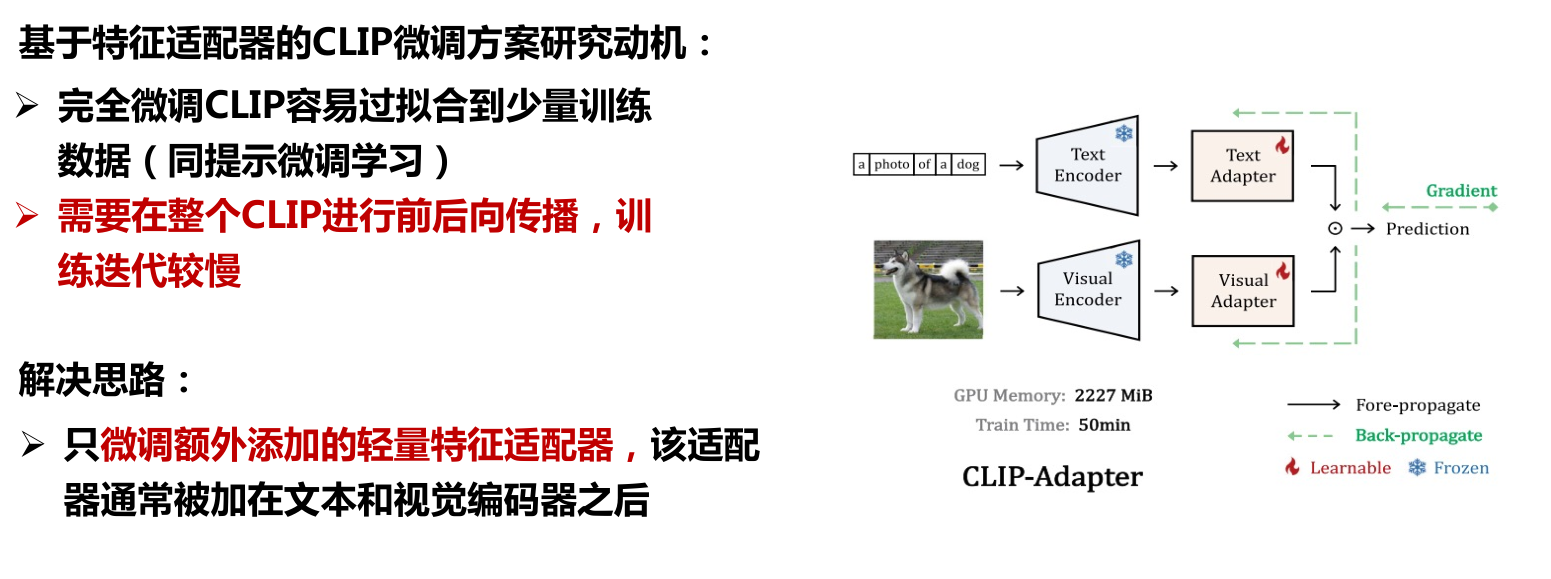 基于特征适配器的CLIP微调方案研究动机：
➢ 完全微调CLIP容易过拟合到少量训练
数据（同提示微调学习）
➢ 需要在整个CLIP进行前后向传播，训
练迭代较慢
解决思路：
➢ 只微调额外添加的轻量特征适配器，该适配
器通常被加在文本和视觉编码器之后
a photo of a dog
Text
Encoder
Text
Adapter
Gradient
Prediction
Visual
Encoder
Visual
Adapter
GPU Memory: 2227 MiB
Train Time: 50min
CLIP-Adapter
Fore-propagate
Back-propagate
Learnable Frozen